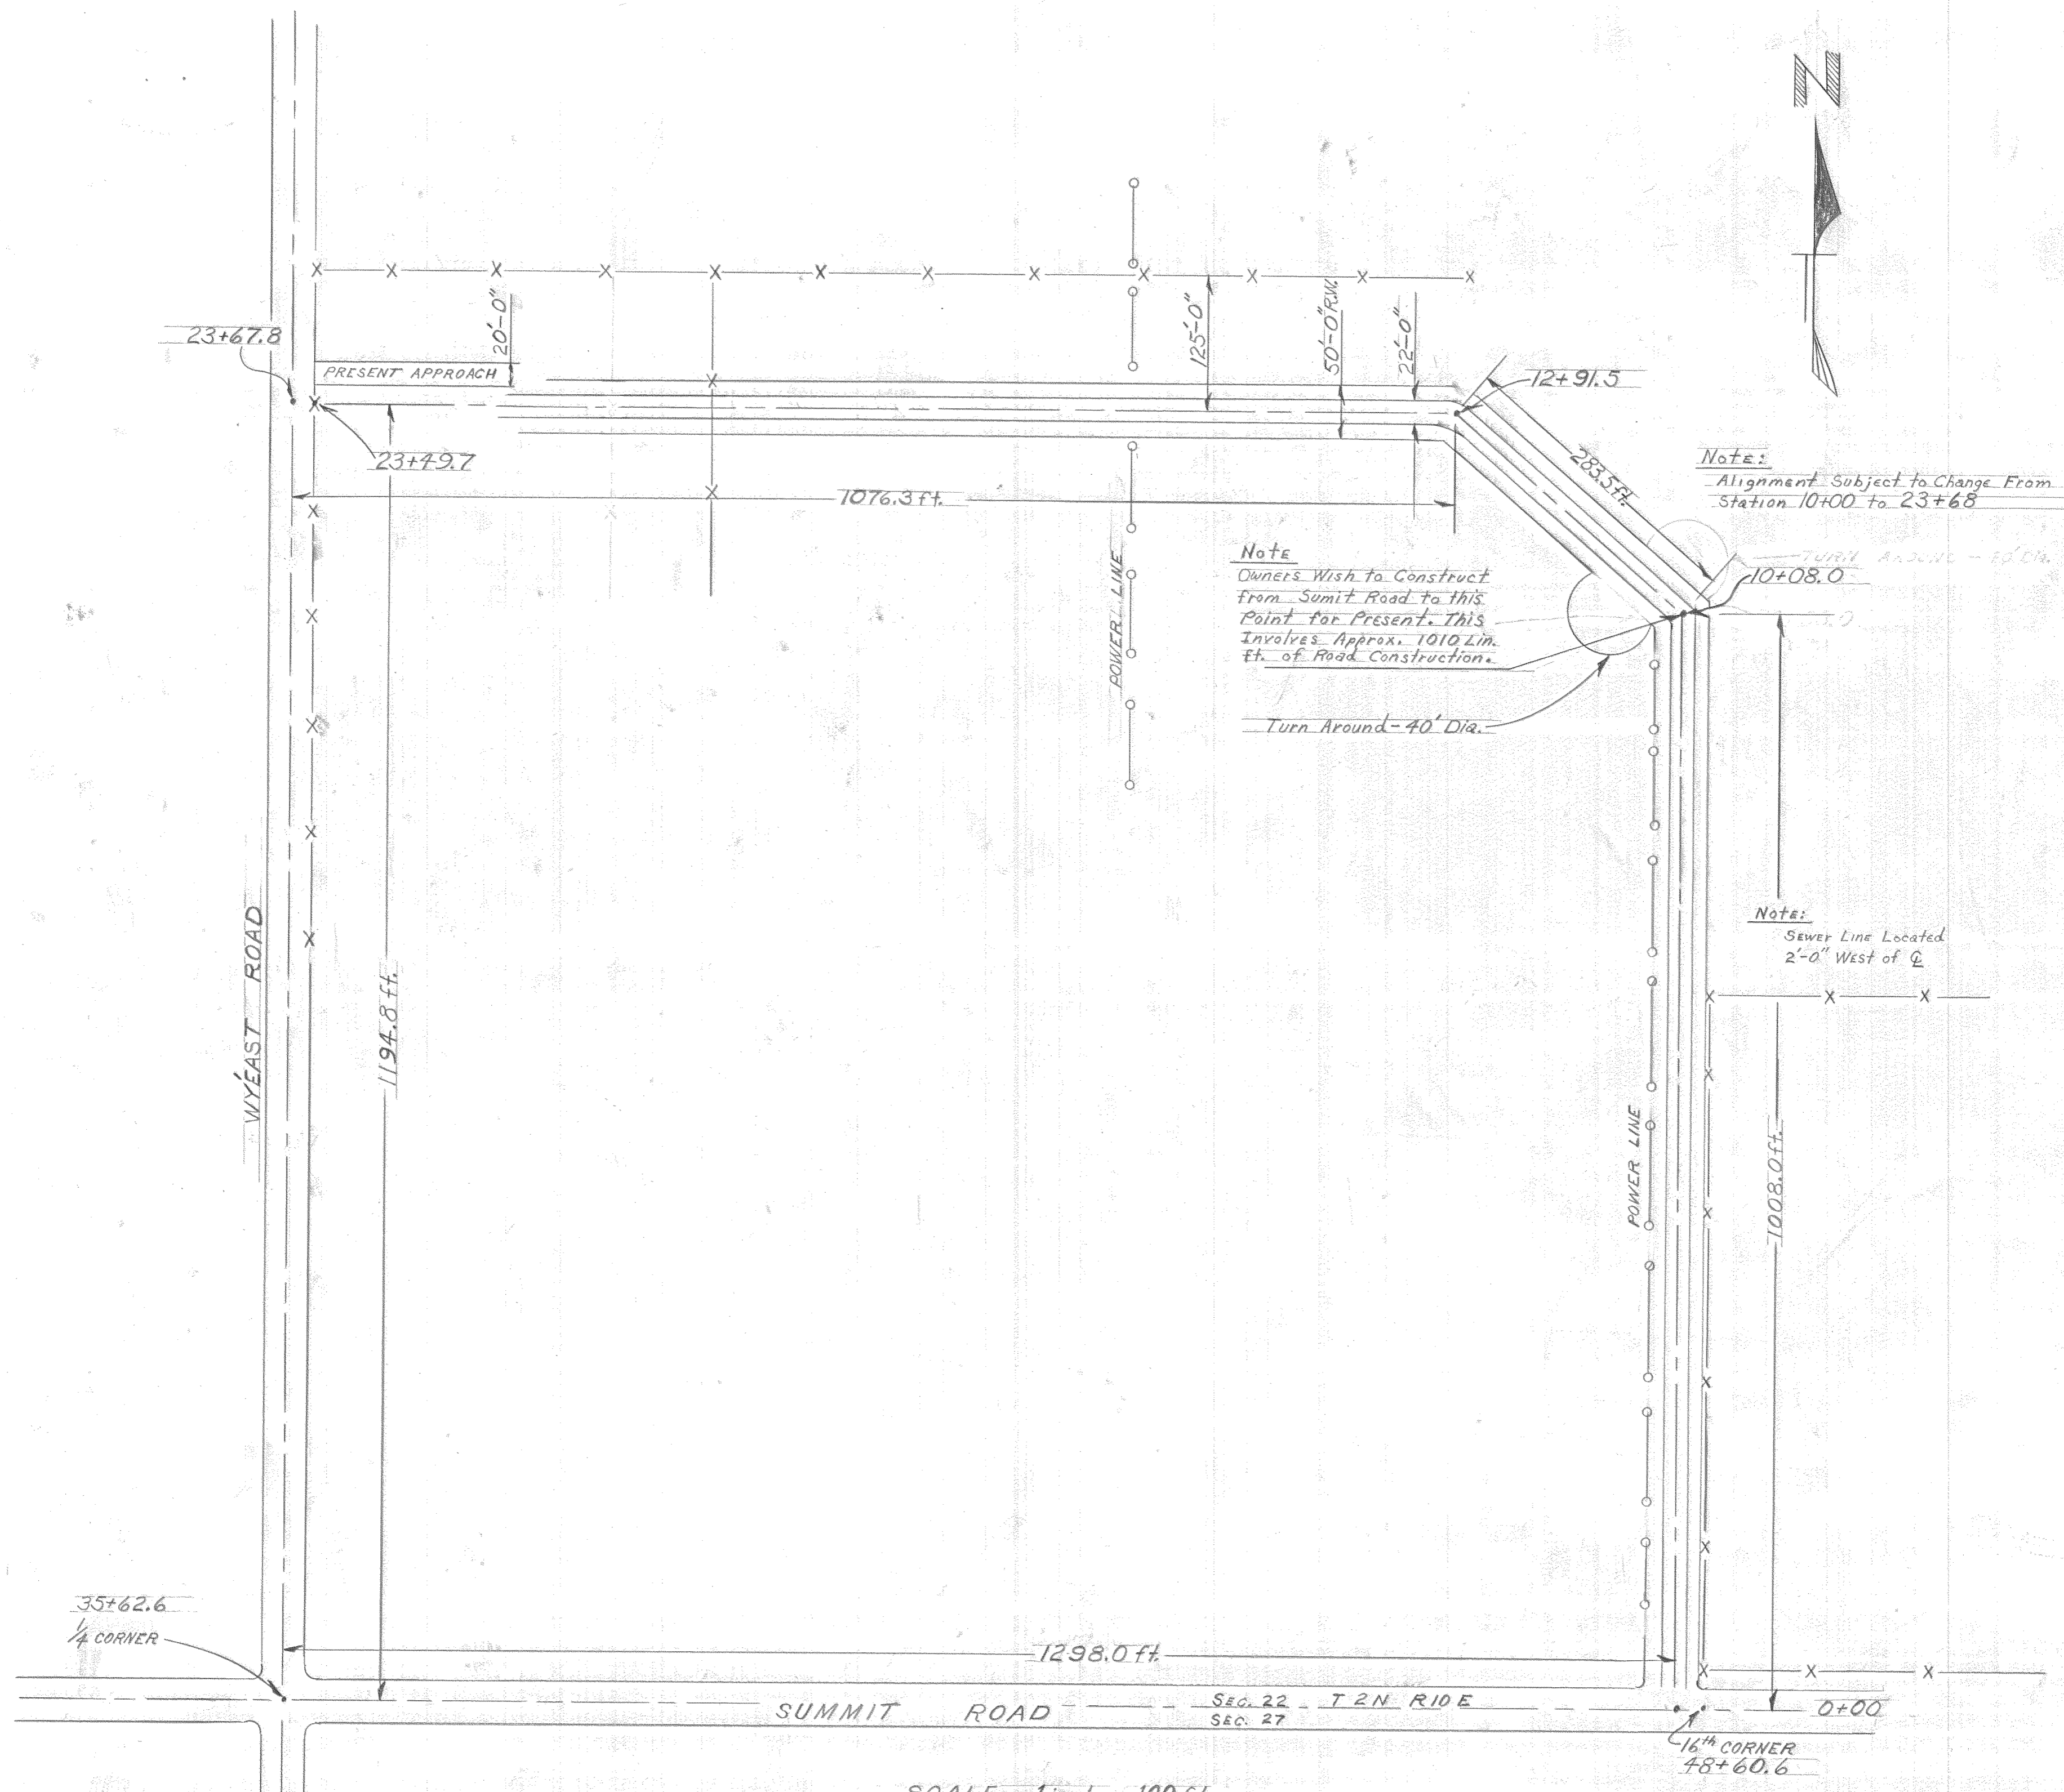 N
20'-0"
125'-0"
50'-0" R.W.
22'-0"
23+67.8
PRESENT APPROACH
12+91.5
23+49.7
283.5 ft.
Note:
Alignment Subject to Change From
Station 10+00 to 23+68
1076.3 ft.
TURN AROUND
10+08.0
Note
Owners Wish to Construct
from Sumit Road to this
Point for Present. This
Involves Approx. 1010 Lin.
ft. of Road Construction.
POWER LINE
Turn Around - 40' Dia.
Note:
Sewer Line Located
2'-0" West of ℄
WY'EAST ROAD
1194.8 ft.
POWER LINE
1008.0 ft.
35+62.6
1/4 CORNER
1298.0 ft.
SUMMIT ROAD
SEC. 22 T 2N R10E
SEC. 27
0+00
16th CORNER
48+60.6